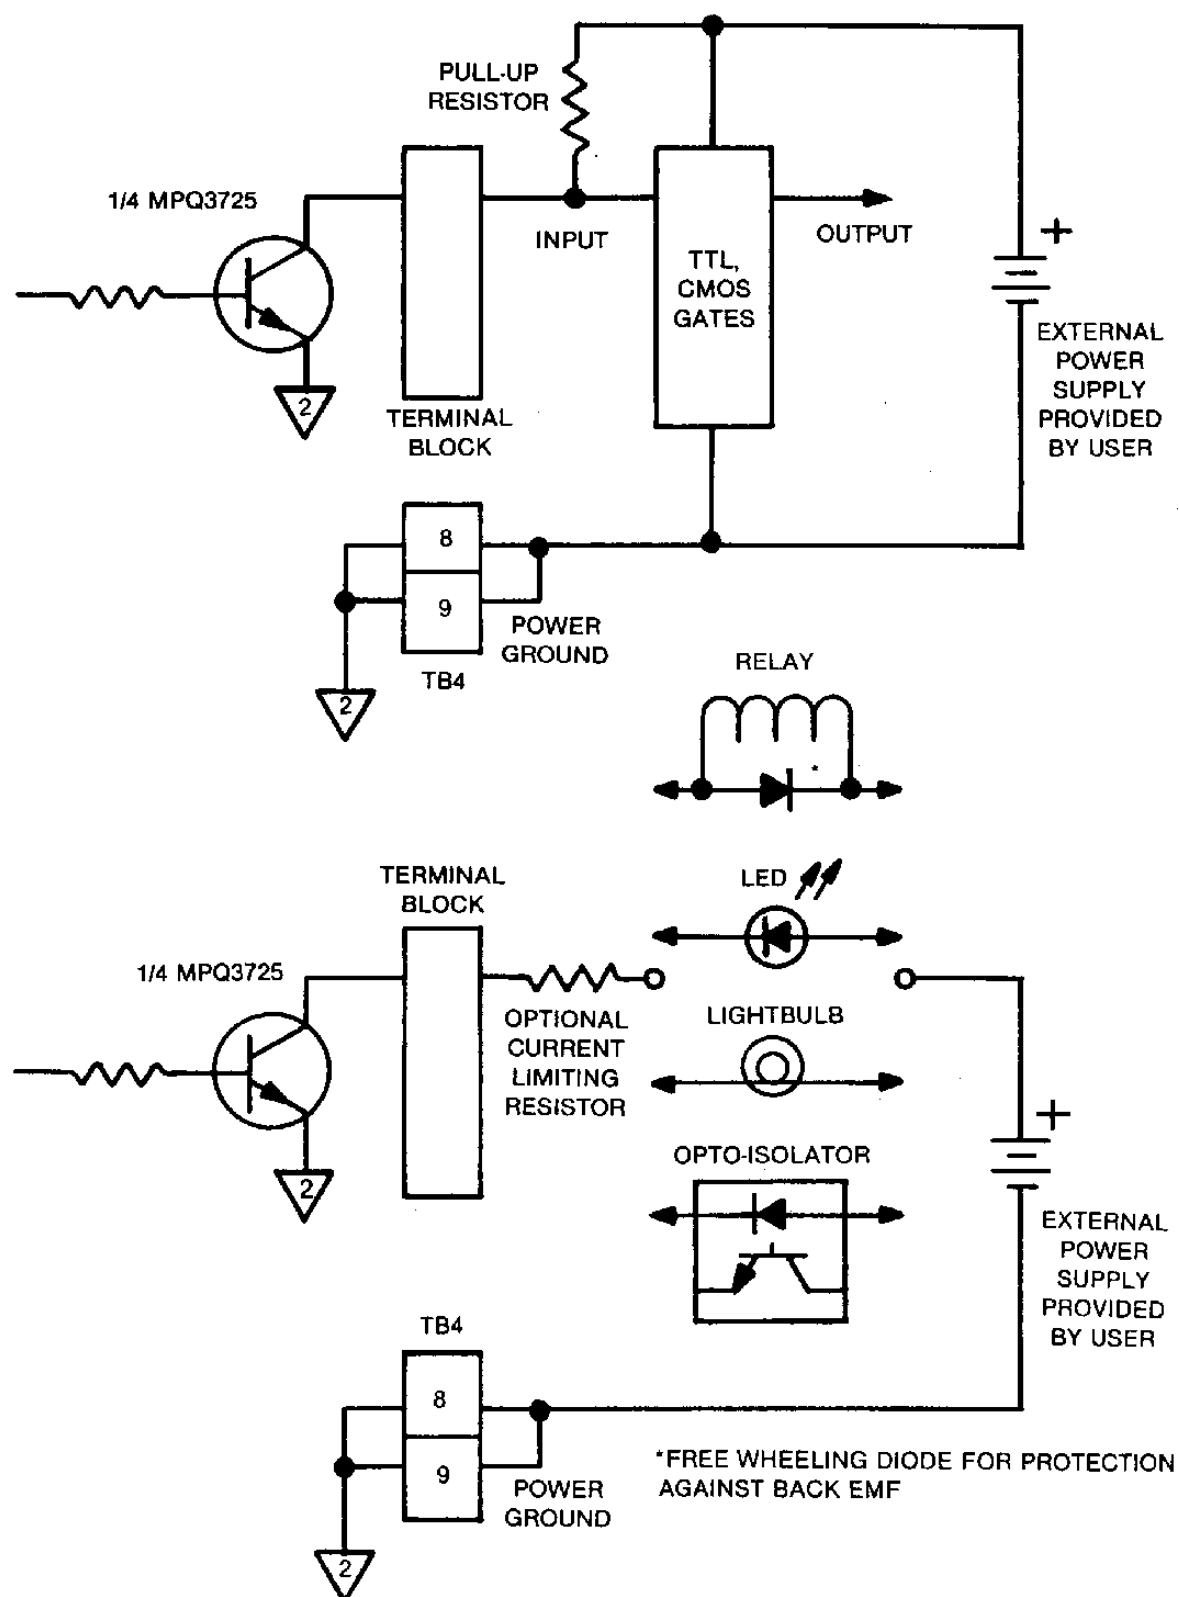 PULL-UP
RESISTOR
1/4 MPQ3725
INPUT
OUTPUT
+
TTL,
CMOS
GATES
2
TERMINAL
BLOCK
EXTERNAL
POWER
SUPPLY
PROVIDED
BY USER
8
9
POWER
GROUND
TB4
2
RELAY
*
TERMINAL
BLOCK
LED
1/4 MPQ3725
OPTIONAL
CURRENT
LIMITING
RESISTOR
LIGHTBULB
+
OPTO-ISOLATOR
2
EXTERNAL
POWER
SUPPLY
PROVIDED
BY USER
TB4
8
9
POWER
GROUND
*FREE WHEELING DIODE FOR PROTECTION
AGAINST BACK EMF
2